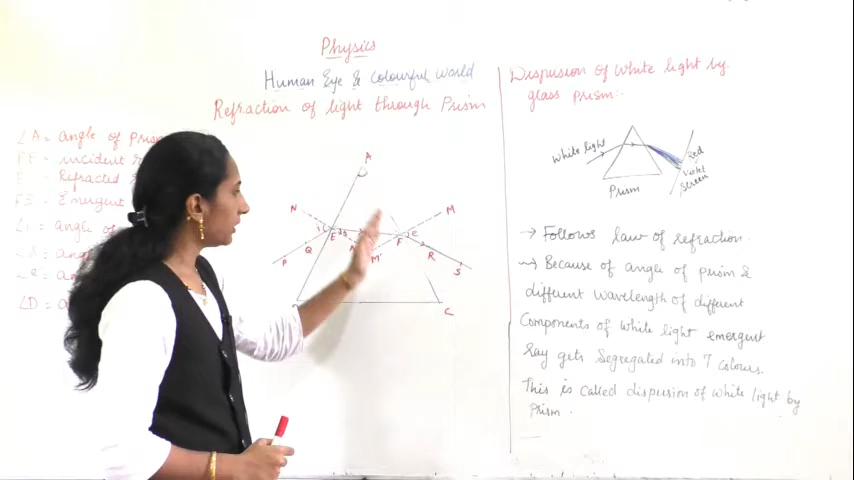 Physics
Human Eye & Colourful World
Refraction of light through Prism
∠A = angle of Prism
incident
E = Refracted
FS = Emergent
∠i = angle of
∠D =
A
N
M
i
E
P
Q
M'
F
e
R
S
C
Dispursion of White light by
glass prism:-
White light
Prism
Red
Violet
Screen
→ Follows law of refraction.
→ Because of angle of prism &
different Wavelength of different
Components of White light emergent
Ray gets Segregated into 7 colours.
This is called dispursion of White light by
Prism.